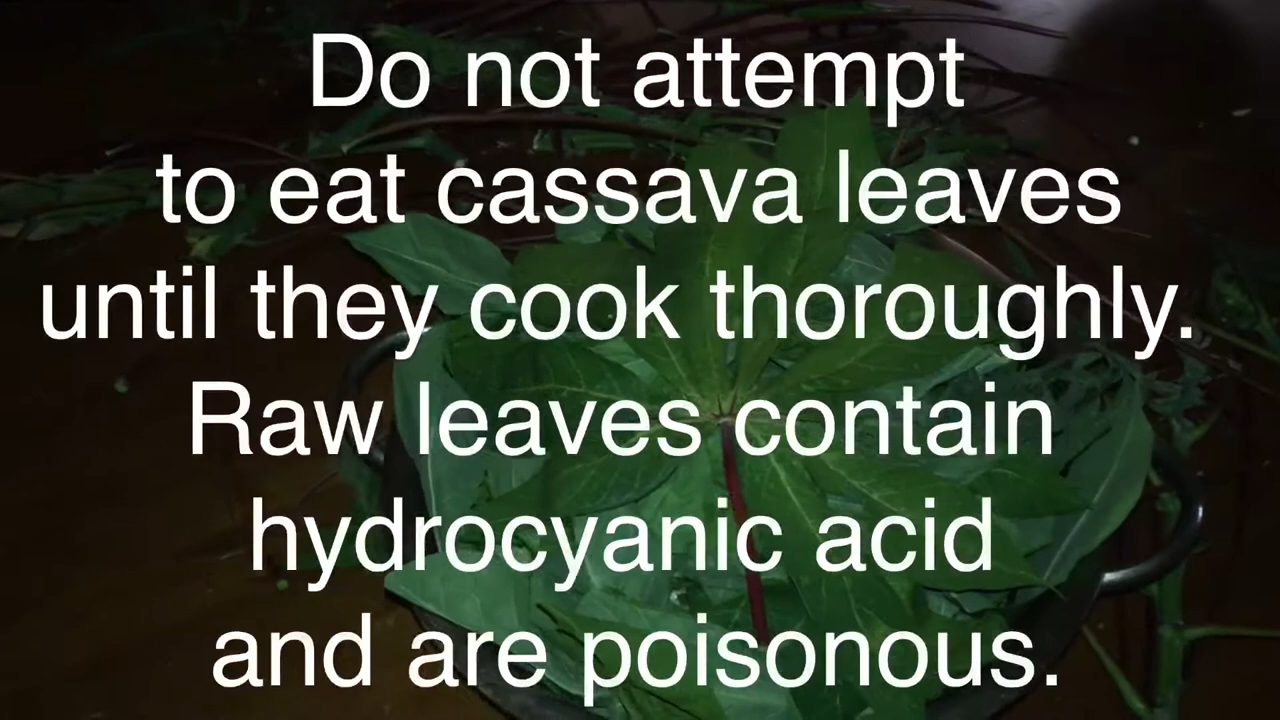 Do not attempt
to eat cassava leaves
until they cook thoroughly.
Raw leaves contain
hydrocyanic acid
and are poisonous.